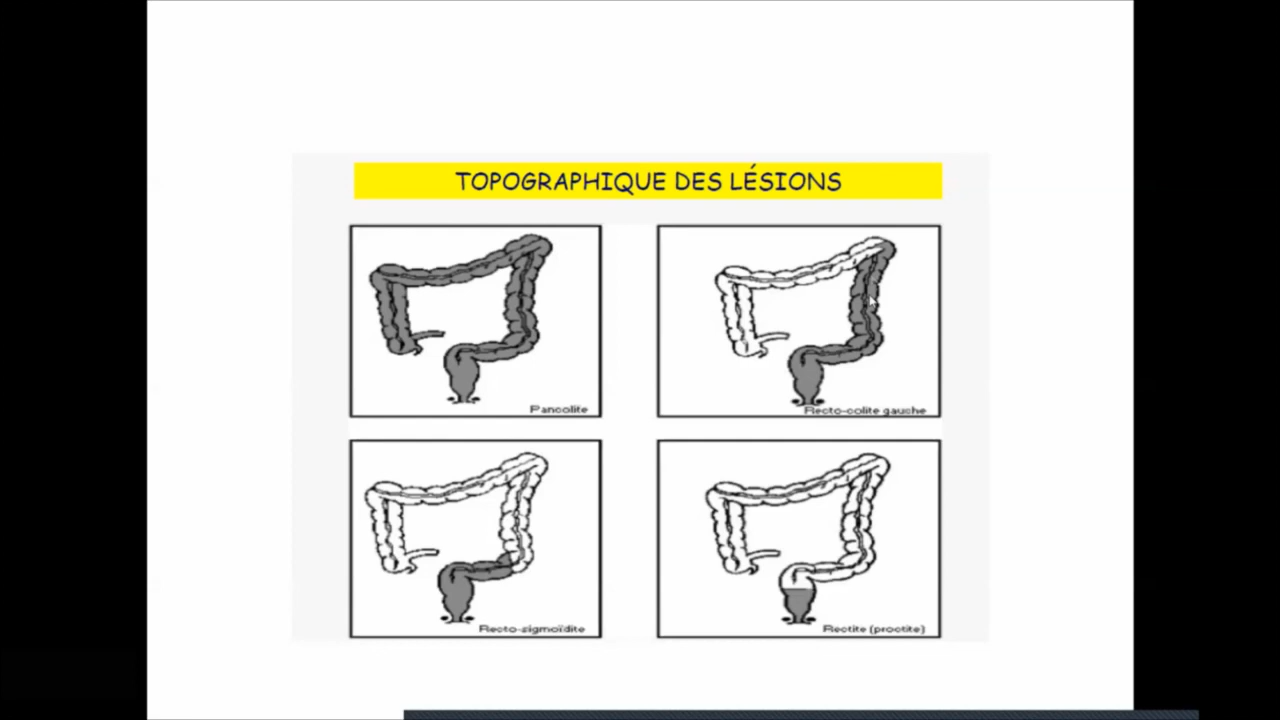 TOPOGRAPHIQUE DES LÉSIONS
Pancolite
Recto-colite gauche
Recto-sigmoïdite
Rectite (proctite)